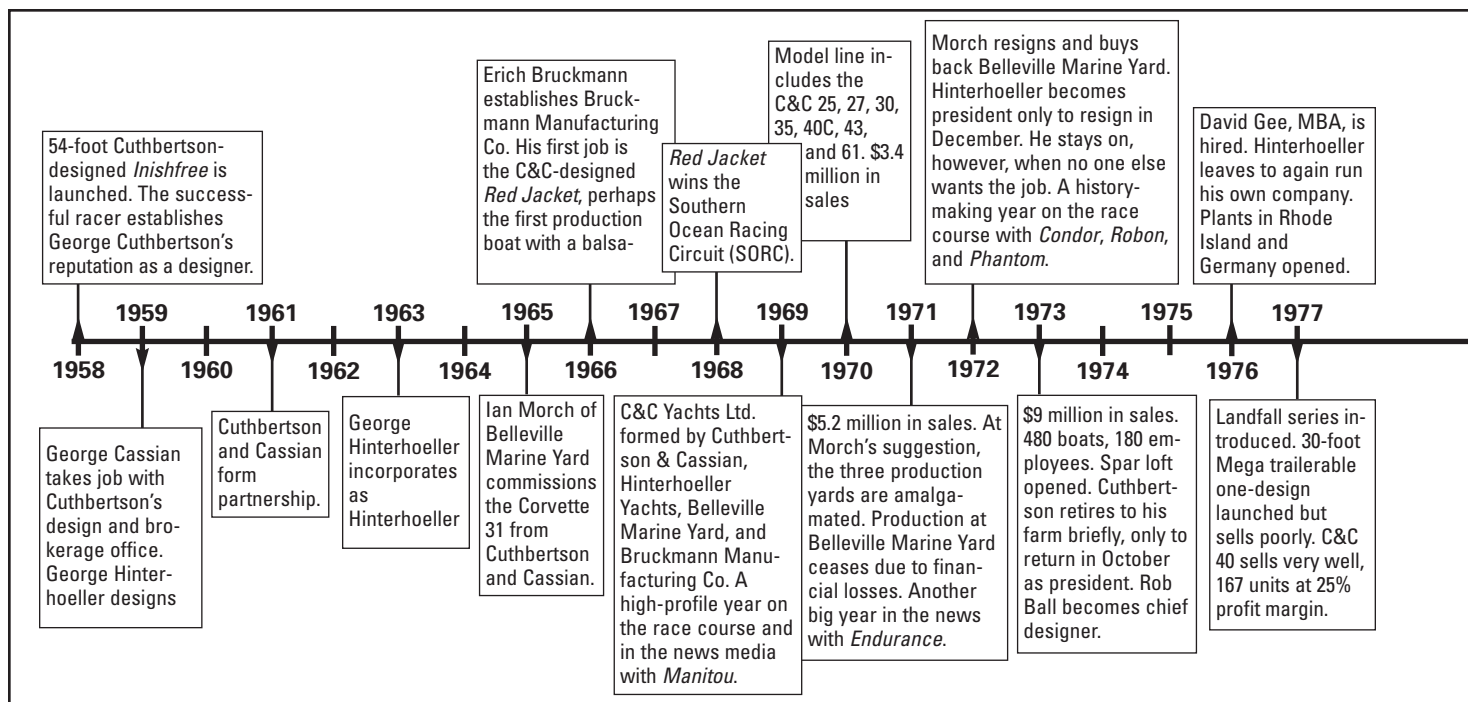 54-foot Cuthbertson-
designed Inishfree is
launched. The success-
ful racer establishes
George Cuthbertson's
reputation as a designer.
Erich Bruckmann
establishes Bruck-
mann Manufacturing
Co. His first job is
the C&C-designed
Red Jacket, perhaps
the first production
boat with a balsa-
Red Jacket
wins the
Southern
Ocean Racing
Circuit (SORC).
Model line in-
cludes the
C&C 25, 27, 30,
35, 40C, 43,
and 61. $3.4
million in
sales
Morch resigns and buys
back Belleville Marine Yard.
Hinterhoeller becomes
president only to resign in
December. He stays on,
however, when no one else
wants the job. A history-
making year on the race
course with Condor, Robon,
and Phantom.
David Gee, MBA, is
hired. Hinterhoeller
leaves to again run
his own company.
Plants in Rhode
Island and
Germany opened.
1959 1961 1963 1965 1967 1969 1971 1973 1975 1977
1958 1960 1962 1964 1966 1968 1970 1972 1974 1976
George Cassian
takes job with
Cuthbertson's
design and bro-
kerage office.
George Hinter-
hoeller designs
Cuthbertson
and Cassian
form
partnership.
George
Hinterhoeller
incorporates
as
Hinterhoeller
Ian Morch of
Belleville
Marine Yard
commissions
the Corvette
31 from
Cuthbertson
and Cassian.
C&C Yachts Ltd.
formed by Cuthbert-
son & Cassian,
Hinterhoeller
Yachts, Belleville
Marine Yard, and
Bruckmann Manu-
facturing Co. A
high-profile year on
the race course and
in the news media
with Manitou.
$5.2 million in sales. At
Morch's suggestion,
the three production
yards are amalga-
mated. Production at
Belleville Marine Yard
ceases due to finan-
cial losses. Another
big year in the news
with Endurance.
$9 million in sales.
480 boats, 180 em-
ployees. Spar loft
opened. Cuthbert-
son retires to his
farm briefly, only to
return in October
as president. Rob
Ball becomes chief
designer.
Landfall series in-
troduced. 30-foot
Mega trailerable
one-design
launched but
sells poorly. C&C
40 sells very well,
167 units at 25%
profit margin.